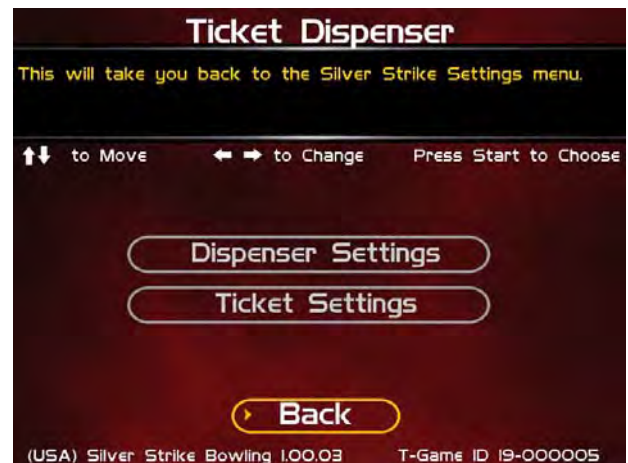 Ticket Dispenser
This will take you back to the Silver Strike Settings menu.
↑↓ to Move ← → to Change Press Start to Choose
Dispenser Settings
Ticket Settings
Back
(USA) Silver Strike Bowling 1.00.03 T-Game ID 19-000005